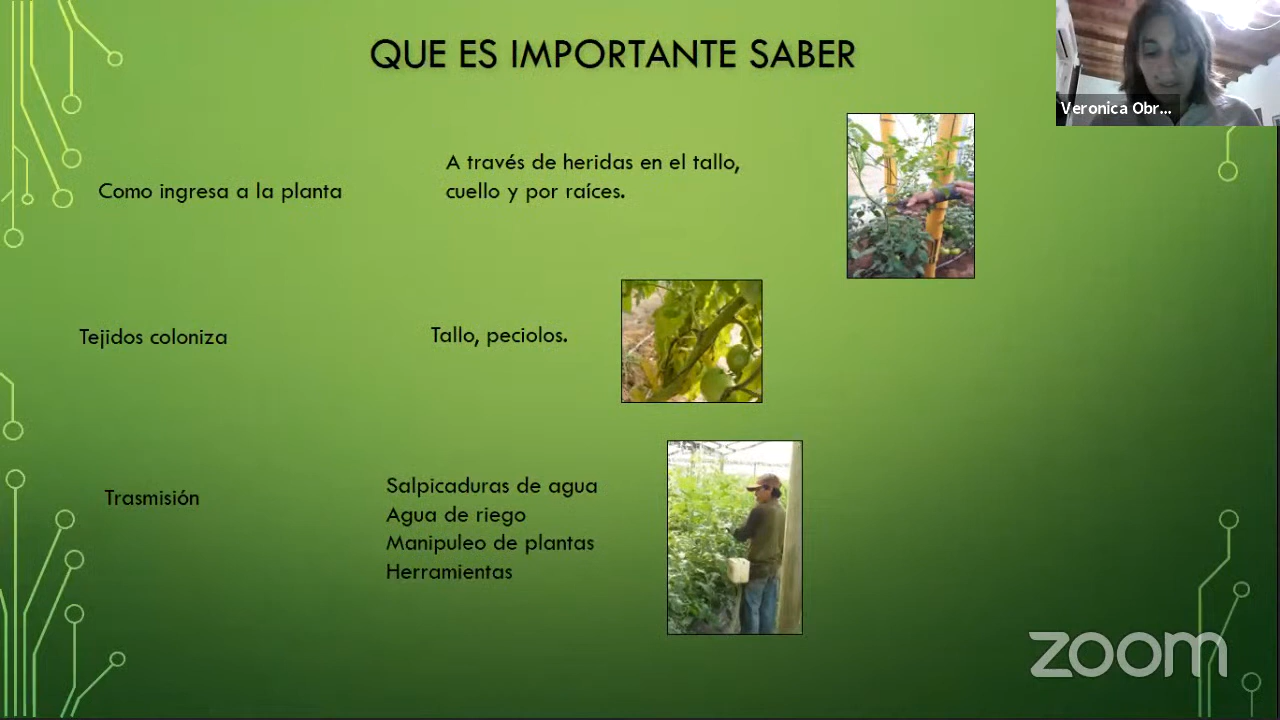 QUE ES IMPORTANTE SABER
Veronica Obr...
Como ingresa a la planta
A través de heridas en el tallo,
cuello y por raíces.
Tejidos coloniza
Tallo, peciolos.
Trasmisión
Salpicaduras de agua
Agua de riego
Manipuleo de plantas
Herramientas
zoom